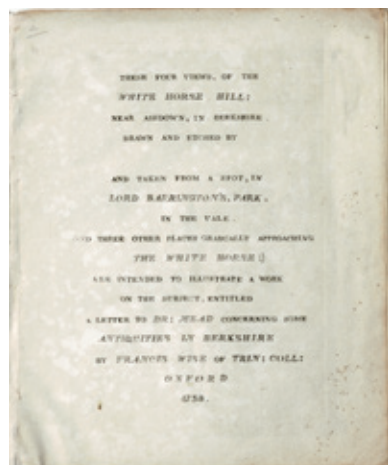 THESE FOUR VIEWS, OF THE
WHITE HORSE HILL;
NEAR ASHDOWN, IN BERKSHIRE.
DRAWN AND ETCHED BY
AND TAKEN FROM A SPOT, IN
LORD BARRINGTON'S, PARK,
IN THE VALE.
THREE OTHER PLACES GRADUALLY APPROACHING
THE WHITE HORSE;)
ARE INTENDED TO ILLUSTRATE A WORK
ON THE SUBJECT, ENTITLED
A LETTER TO DR; MEAD CONCERNING SOME
ANTIQUITIES IN BERKSHIRE
BY FRANCIS WISE OF TRIN; COLL:
OXFORD
1738.